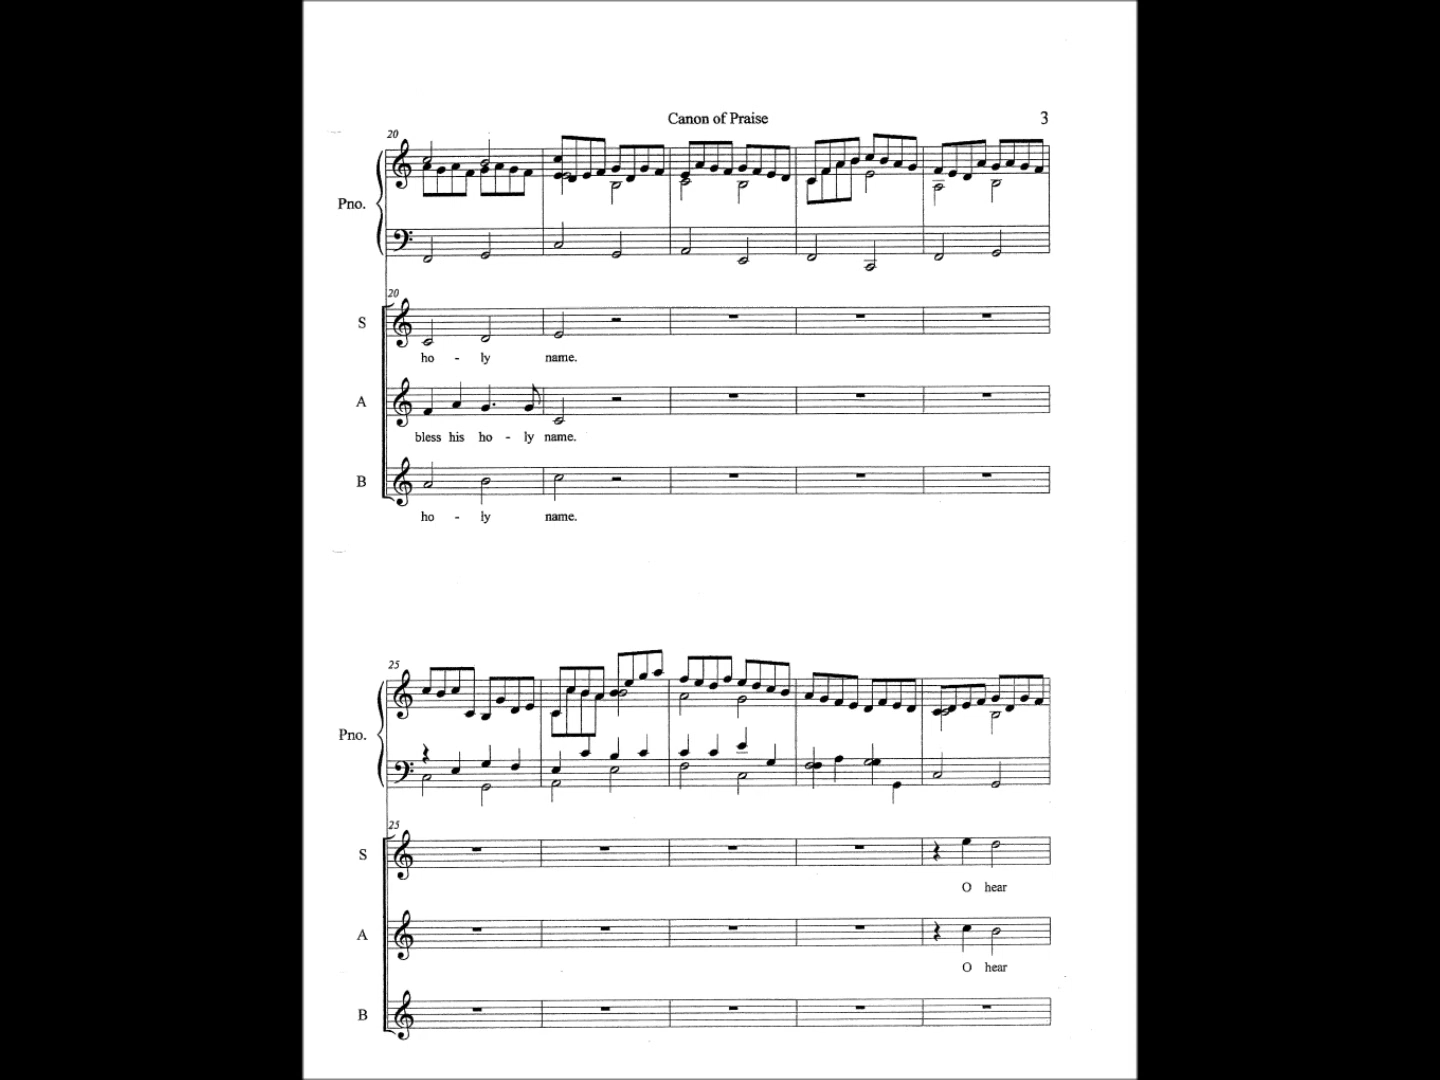 Canon of Praise 3
20
Pno.
20
S
ho - ly name.
A
bless his ho - ly name.
B
ho - ly name.
25
Pno.
25
S
O hear
A
O hear
B